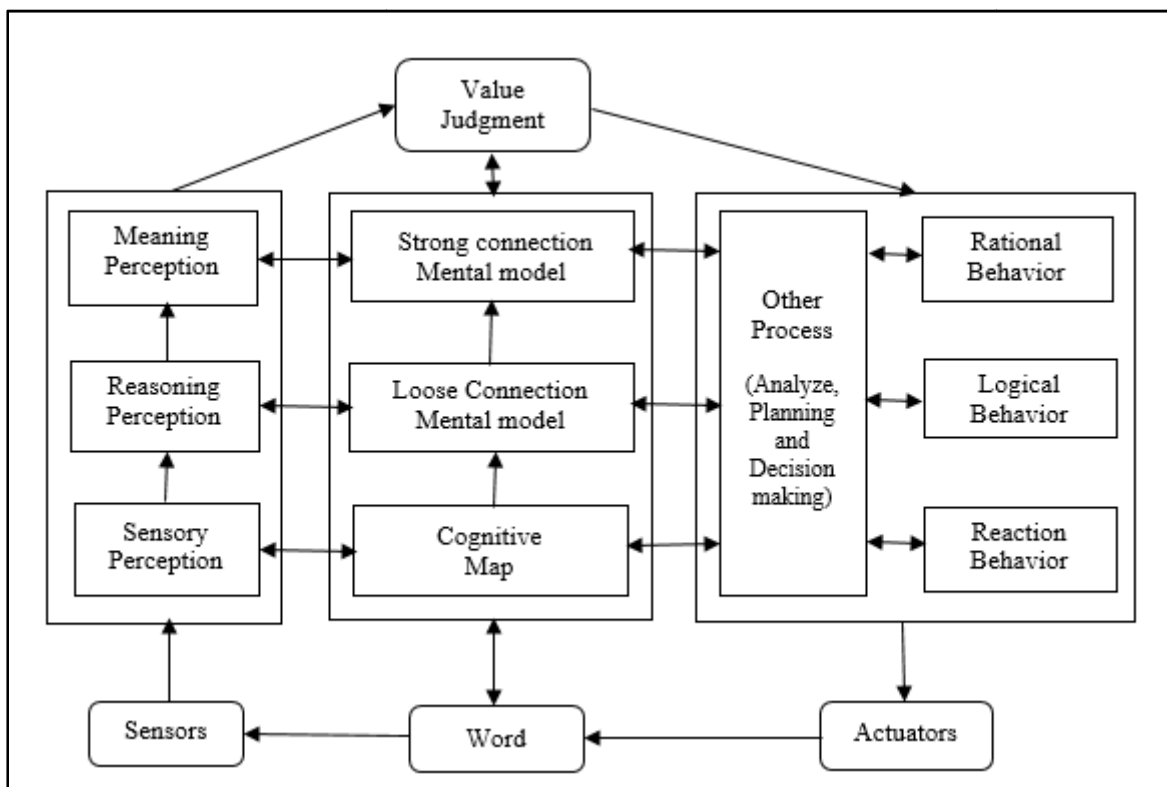 Value
Judgment
Meaning
Perception
Strong connection
Mental model
Rational
Behavior
Other
Process
(Analyze,
Planning
and
Decision
making)
Reasoning
Perception
Loose Connection
Mental model
Logical
Behavior
Sensory
Perception
Cognitive
Map
Reaction
Behavior
Sensors
Word
Actuators